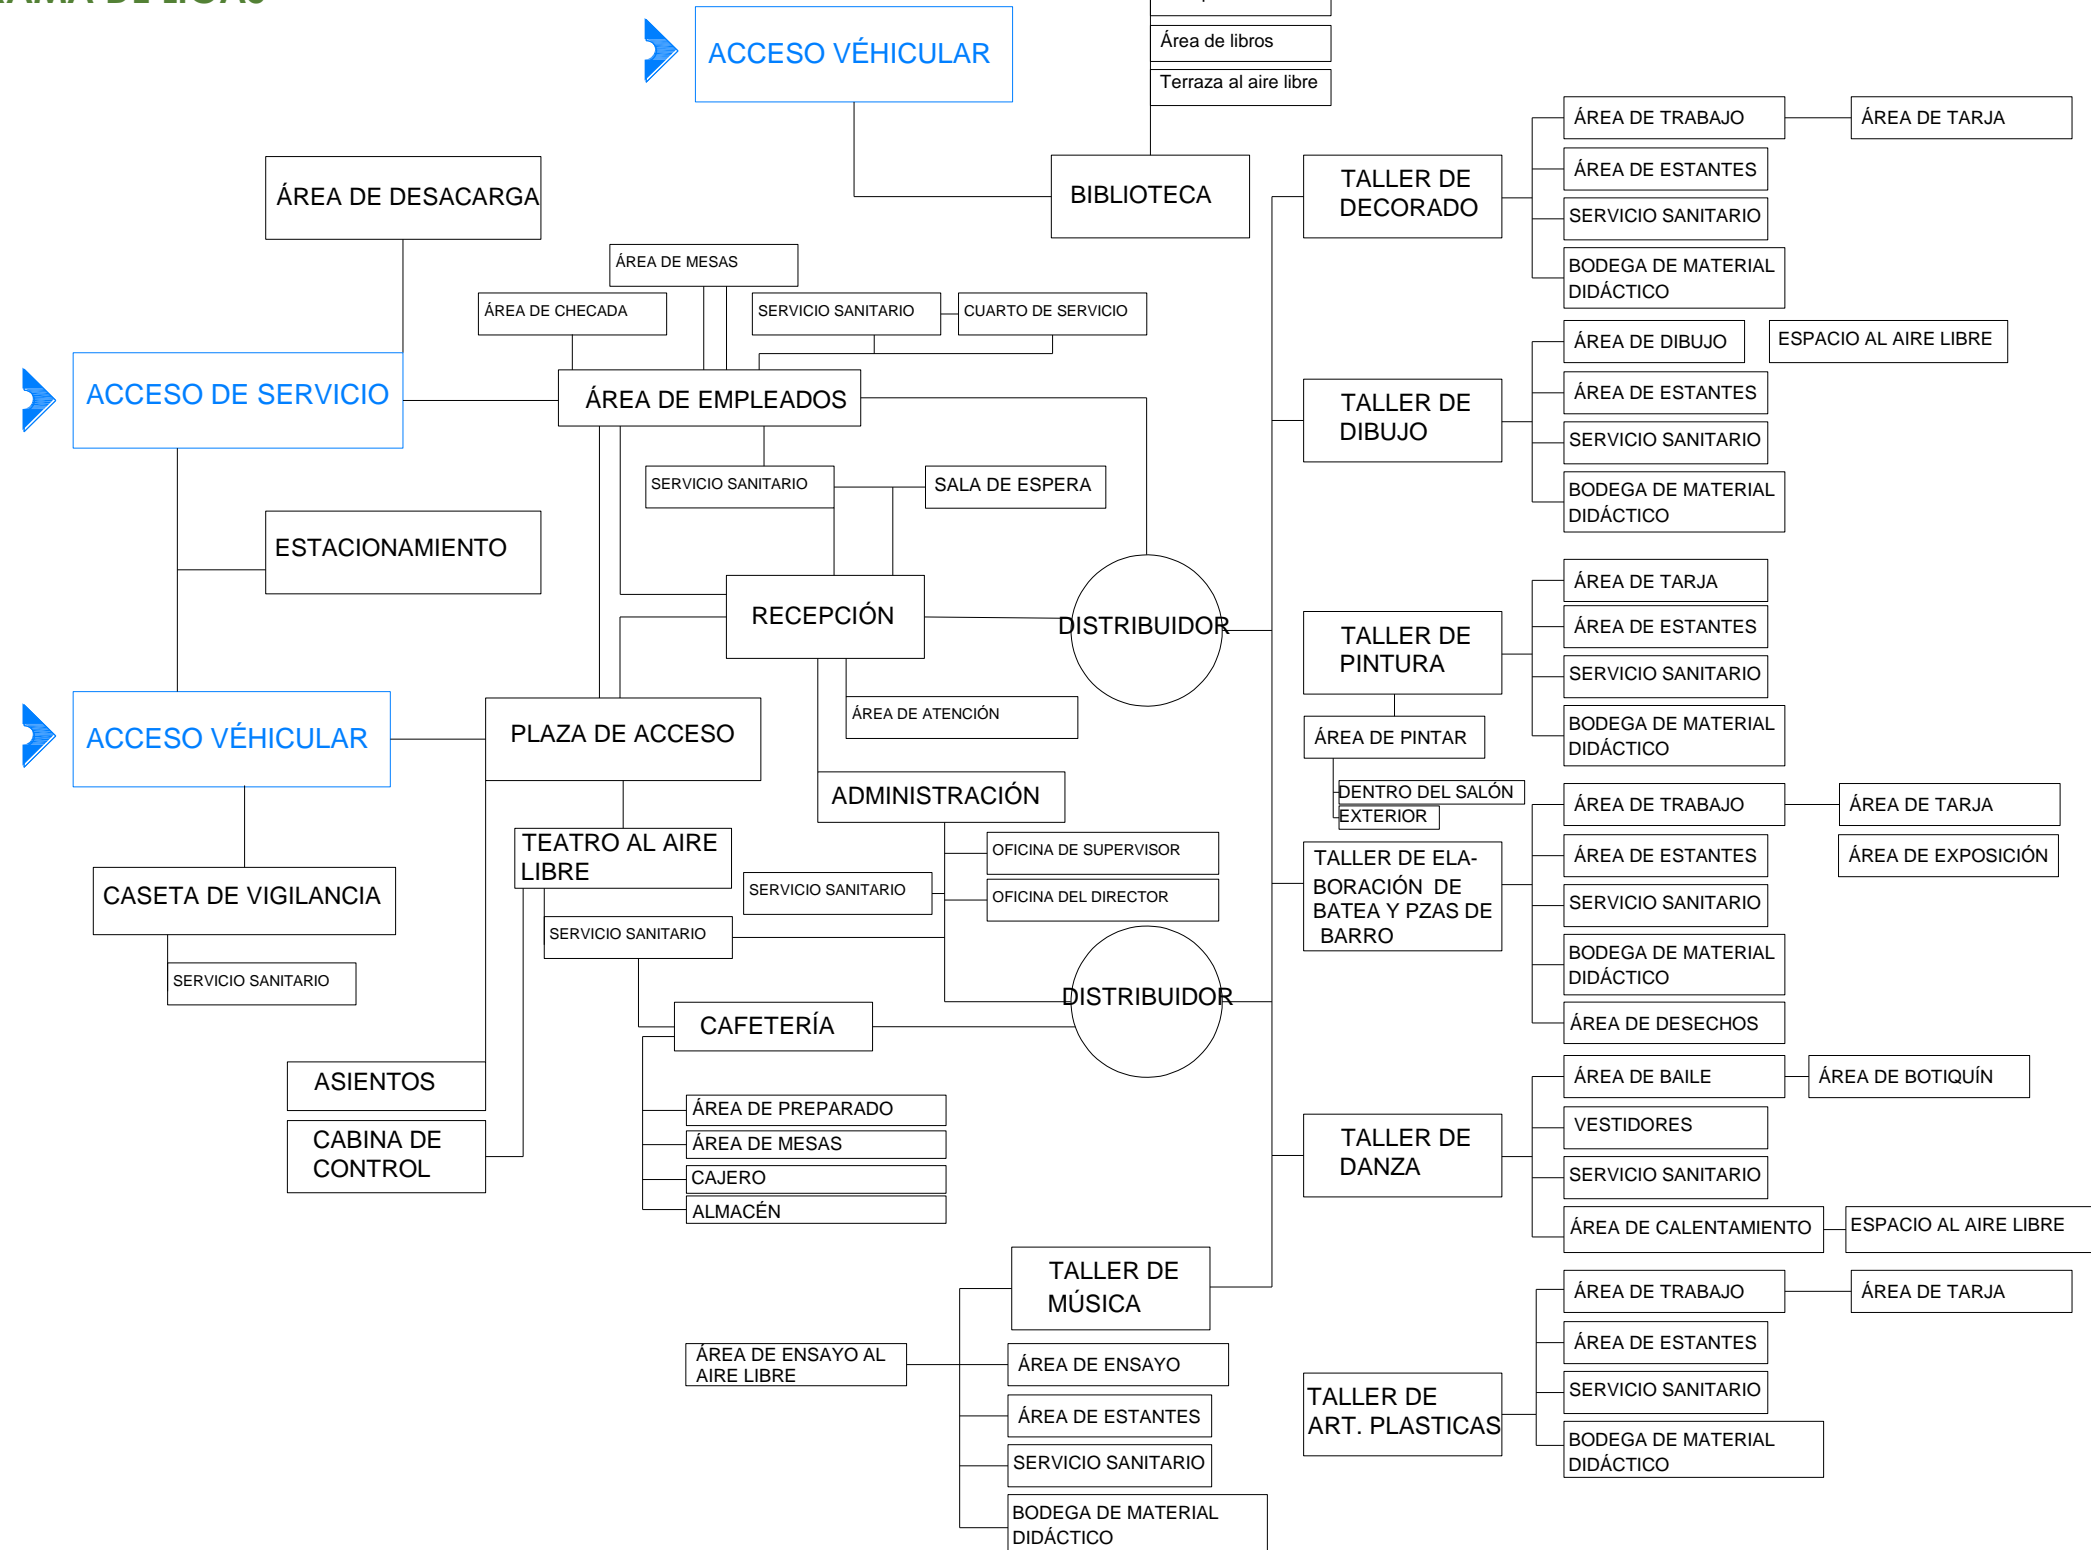 DE LIGAS
ACCESO VÉHICULAR
Área de libros
Terraza al aire libre
BIBLIOTECA
ÁREA DE DESACARGA
ÁREA DE MESAS
ÁREA DE CHECADA
SERVICIO SANITARIO
CUARTO DE SERVICIO
ACCESO DE SERVICIO
ÁREA DE EMPLEADOS
SERVICIO SANITARIO
SALA DE ESPERA
ESTACIONAMIENTO
RECEPCIÓN
DISTRIBUIDOR
ÁREA DE ATENCIÓN
ACCESO VÉHICULAR
PLAZA DE ACCESO
ADMINISTRACIÓN
TEATRO AL AIRE
LIBRE
OFICINA DE SUPERVISOR
SERVICIO SANITARIO
OFICINA DEL DIRECTOR
CASETA DE VIGILANCIA
SERVICIO SANITARIO
SERVICIO SANITARIO
DISTRIBUIDOR
CAFETERÍA
ASIENTOS
CABINA DE
CONTROL
ÁREA DE PREPARADO
ÁREA DE MESAS
CAJERO
ALMACÉN
TALLER DE
MÚSICA
ÁREA DE ENSAYO AL
AIRE LIBRE
ÁREA DE ENSAYO
ÁREA DE ESTANTES
SERVICIO SANITARIO
BODEGA DE MATERIAL
DIDÁCTICO
TALLER DE
DECORADO
ÁREA DE TRABAJO
ÁREA DE TARJA
ÁREA DE ESTANTES
SERVICIO SANITARIO
BODEGA DE MATERIAL
DIDÁCTICO
TALLER DE
DIBUJO
ÁREA DE DIBUJO
ESPACIO AL AIRE LIBRE
ÁREA DE ESTANTES
SERVICIO SANITARIO
BODEGA DE MATERIAL
DIDÁCTICO
TALLER DE
PINTURA
ÁREA DE TARJA
ÁREA DE ESTANTES
SERVICIO SANITARIO
BODEGA DE MATERIAL
DIDÁCTICO
ÁREA DE PINTAR
DENTRO DEL SALÓN
EXTERIOR
TALLER DE ELA-
BORACIÓN DE
BATEA Y PZAS DE
BARRO
ÁREA DE TRABAJO
ÁREA DE TARJA
ÁREA DE ESTANTES
ÁREA DE EXPOSICIÓN
SERVICIO SANITARIO
BODEGA DE MATERIAL
DIDÁCTICO
ÁREA DE DESECHOS
TALLER DE
DANZA
ÁREA DE BAILE
ÁREA DE BOTIQUÍN
VESTIDORES
SERVICIO SANITARIO
ÁREA DE CALENTAMIENTO
ESPACIO AL AIRE LIBRE
TALLER DE
ART. PLASTICAS
ÁREA DE TRABAJO
ÁREA DE TARJA
ÁREA DE ESTANTES
SERVICIO SANITARIO
BODEGA DE MATERIAL
DIDÁCTICO